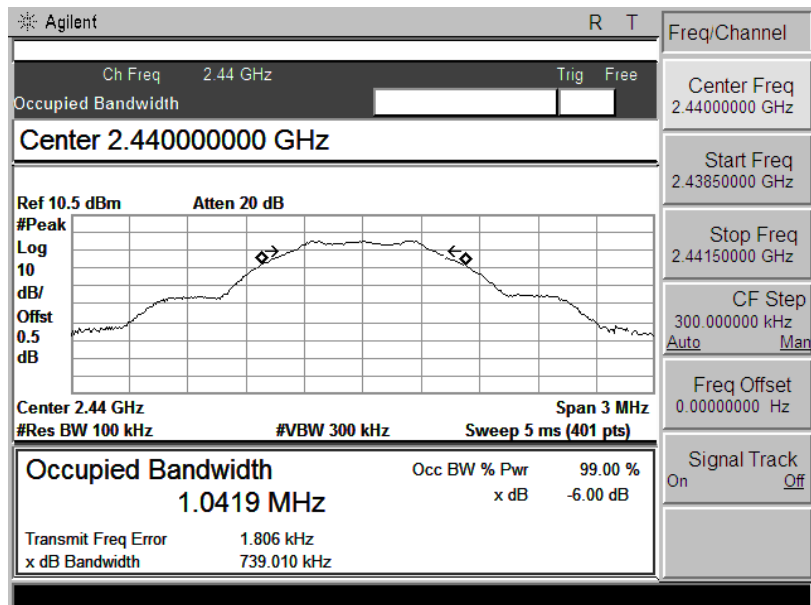 Agilent R T
Ch Freq 2.44 GHz Trig Free
Occupied Bandwidth
Center 2.440000000 GHz
Ref 10.5 dBm Atten 20 dB
#Peak
Log
10
dB/
Offst
0.5
dB
Center 2.44 GHz Span 3 MHz
#Res BW 100 kHz #VBW 300 kHz Sweep 5 ms (401 pts)
Occupied Bandwidth
1.0419 MHz
Occ BW % Pwr 99.00 %
x dB -6.00 dB
Transmit Freq Error 1.806 kHz
x dB Bandwidth 739.010 kHz
Freq/Channel
Center Freq
2.44000000 GHz
Start Freq
2.43850000 GHz
Stop Freq
2.44150000 GHz
CF Step
300.000000 kHz
Auto Man
Freq Offset
0.00000000 Hz
Signal Track
On Off